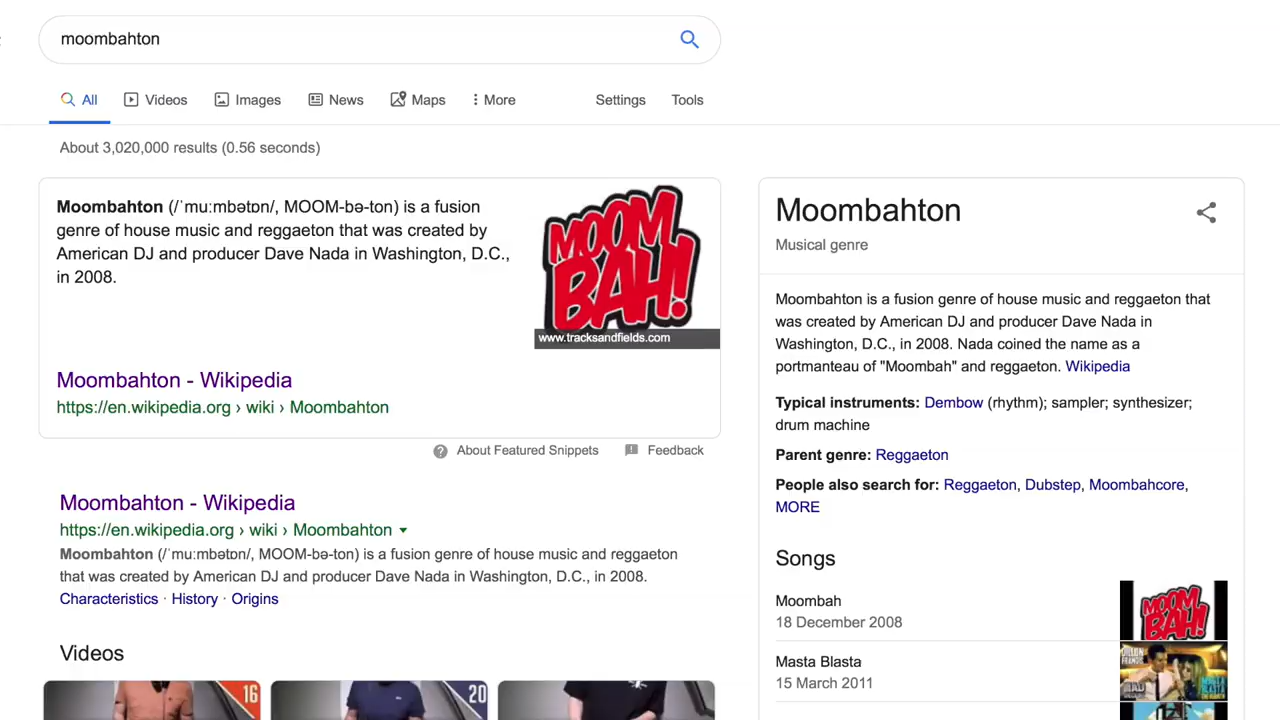 moombahton
All Videos Images News Maps More Settings Tools
About 3,020,000 results (0.56 seconds)
Moombahton (/ˈmuːmbətɒn/, MOOM-bə-ton) is a fusion
genre of house music and reggaeton that was created by
American DJ and producer Dave Nada in Washington, D.C.,
in 2008.
MOOM
BAH!
www.tracksandfields.com
Moombahton - Wikipedia
https://en.wikipedia.org › wiki › Moombahton
About Featured Snippets Feedback
Moombahton - Wikipedia
https://en.wikipedia.org › wiki › Moombahton
Moombahton (/ˈmuːmbətɒn/, MOOM-bə-ton) is a fusion genre of house music and reggaeton
that was created by American DJ and producer Dave Nada in Washington, D.C., in 2008.
Characteristics · History · Origins
Videos
16
20
Moombahton
Musical genre
Moombahton is a fusion genre of house music and reggaeton that
was created by American DJ and producer Dave Nada in
Washington, D.C., in 2008. Nada coined the name as a
portmanteau of "Moombah" and reggaeton. Wikipedia
Typical instruments: Dembow (rhythm); sampler; synthesizer;
drum machine
Parent genre: Reggaeton
People also search for: Reggaeton, Dubstep, Moombahcore,
MORE
Songs
Moombah
18 December 2008
MOOM
BAH!
Masta Blasta
15 March 2011
DILLON
FRANCIS